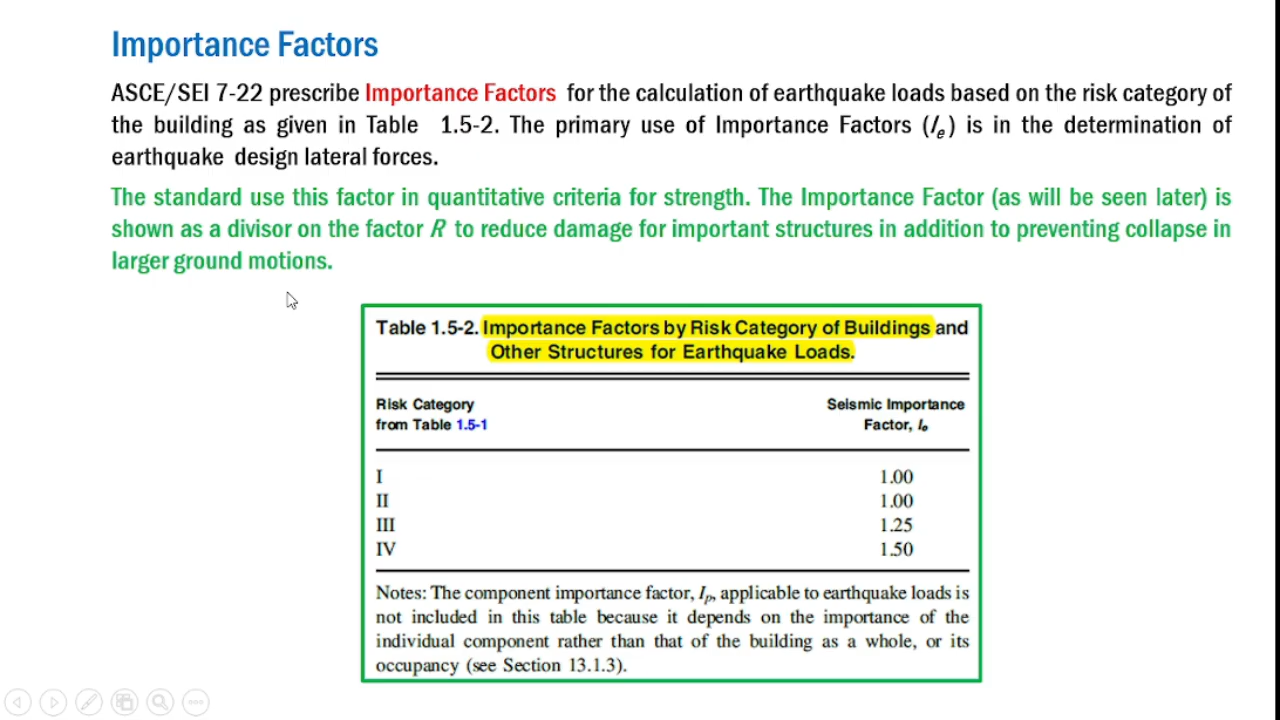 Importance Factors
ASCE/SEI 7-22 prescribe Importance Factors for the calculation of earthquake loads based on the risk category of
the building as given in Table 1.5-2. The primary use of Importance Factors (Iₑ) is in the determination of
earthquake design lateral forces.
The standard use this factor in quantitative criteria for strength. The Importance Factor (as will be seen later) is
shown as a divisor on the factor R to reduce damage for important structures in addition to preventing collapse in
larger ground motions.
Table 1.5-2. Importance Factors by Risk Category of Buildings and
Other Structures for Earthquake Loads.
Risk Category Seismic Importance
from Table 1.5-1 Factor, Iₑ
I 1.00
II 1.00
III 1.25
IV 1.50
Notes: The component importance factor, Iₚ, applicable to earthquake loads is
not included in this table because it depends on the importance of the
individual component rather than that of the building as a whole, or its
occupancy (see Section 13.1.3).